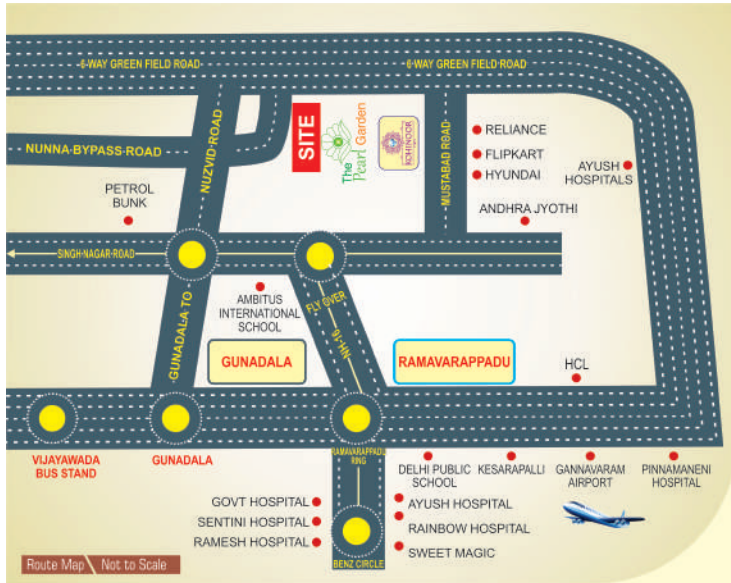 6-WAY GREEN FIELD ROAD
6-WAY GREEN FIELD ROAD
NUNNA-BYPASS-ROAD
NUZVID-ROAD
SITE
The
Pearl Garden
KOHINOOR
MUSTABAD ROAD
RELIANCE
FLIPKART
HYUNDAI
AYUSH
HOSPITALS
PETROL
BUNK
ANDHRA JYOTHI
SINGH-NAGAR-ROAD
AMBITUS
INTERNATIONAL
SCHOOL
FLY OVER
NH-16
GUNADALA-TO
GUNADALA
RAMAVARAPPADU
HCL
VIJAYAWADA
BUS STAND
GUNADALA
RAMAVARAPPADU
RING
DELHI PUBLIC
SCHOOL
KESARAPALLI
GANNAVARAM
AIRPORT
PINNAMANENI
HOSPITAL
GOVT HOSPITAL
SENTINI HOSPITAL
RAMESH HOSPITAL
AYUSH HOSPITAL
RAINBOW HOSPITAL
SWEET MAGIC
BENZ CIRCLE
Route Map \ Not to Scale